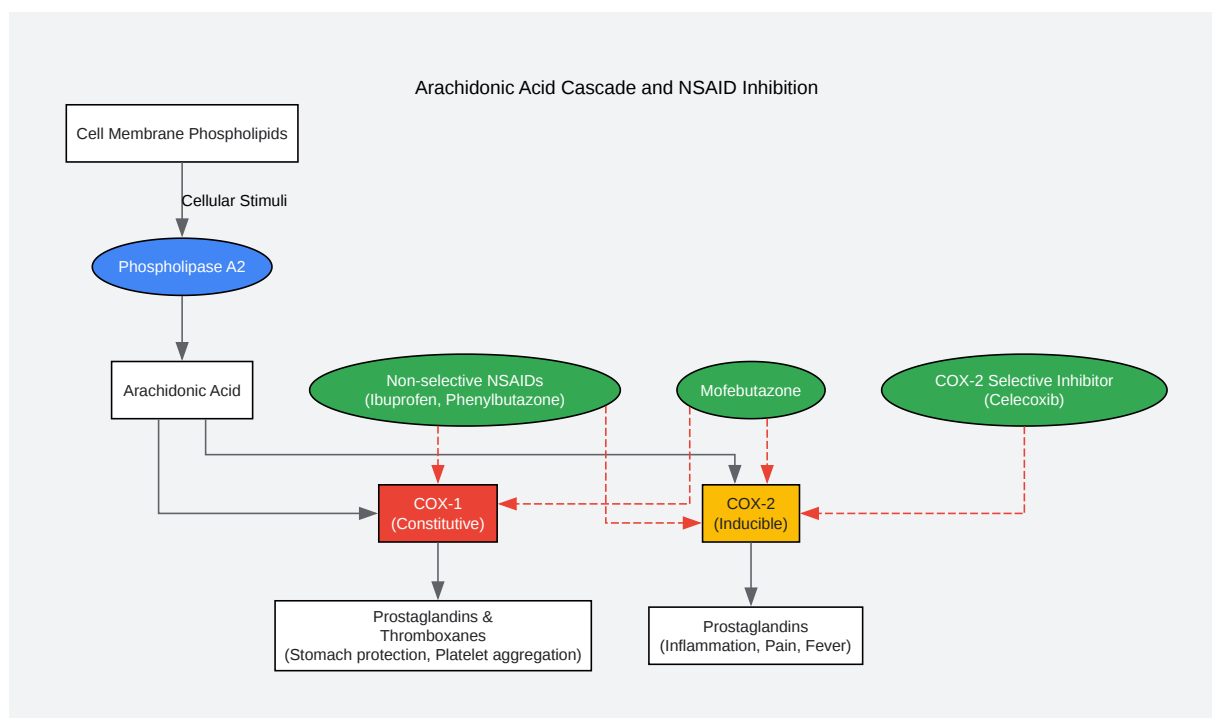 Arachidonic Acid Cascade and NSAID Inhibition
Cell Membrane Phospholipids
Cellular Stimuli
Phospholipase A2
Arachidonic Acid
Non-selective NSAIDs
(Ibuprofen, Phenylbutazone)
Mofebutazone
COX-2 Selective Inhibitor
(Celecoxib)
COX-1
(Constitutive)
COX-2
(Inducible)
Prostaglandins &
Thromboxanes
(Stomach protection, Platelet aggregation)
Prostaglandins
(Inflammation, Pain, Fever)